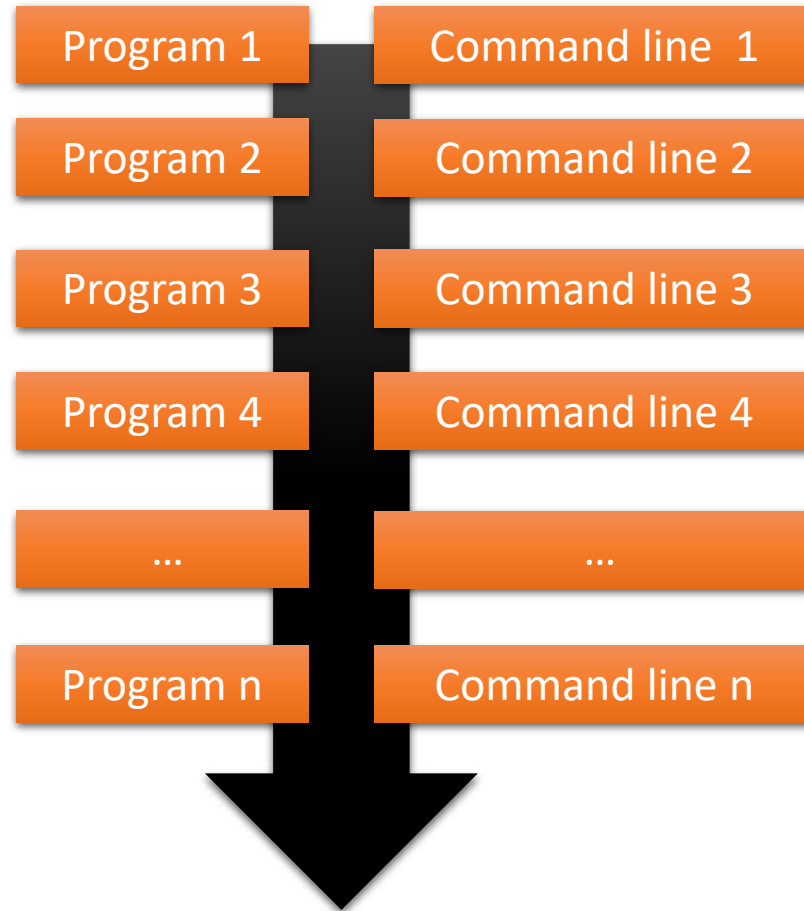 Program 1 Command line  1
Program 2 Command line 2
Program 3 Command line 3
Program 4 Command line 4
... ...
Program n Command line n